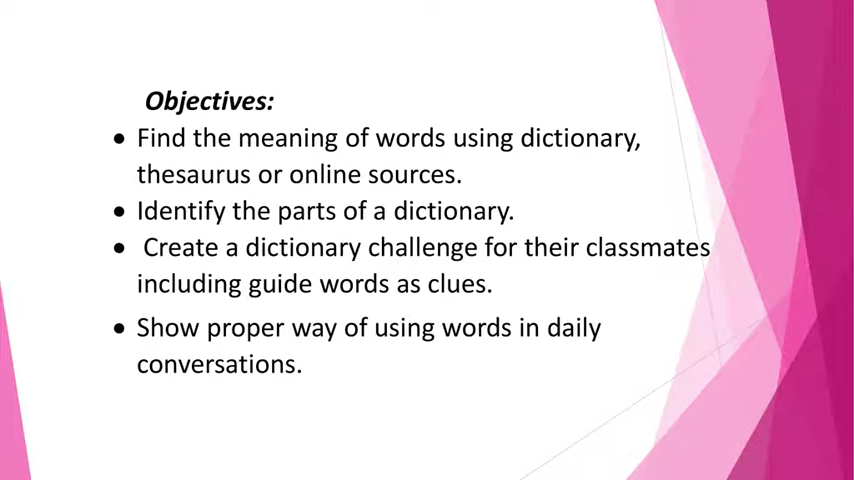 Objectives:
• Find the meaning of words using dictionary,
thesaurus or online sources.
• Identify the parts of a dictionary.
• Create a dictionary challenge for their classmates
including guide words as clues.
• Show proper way of using words in daily
conversations.